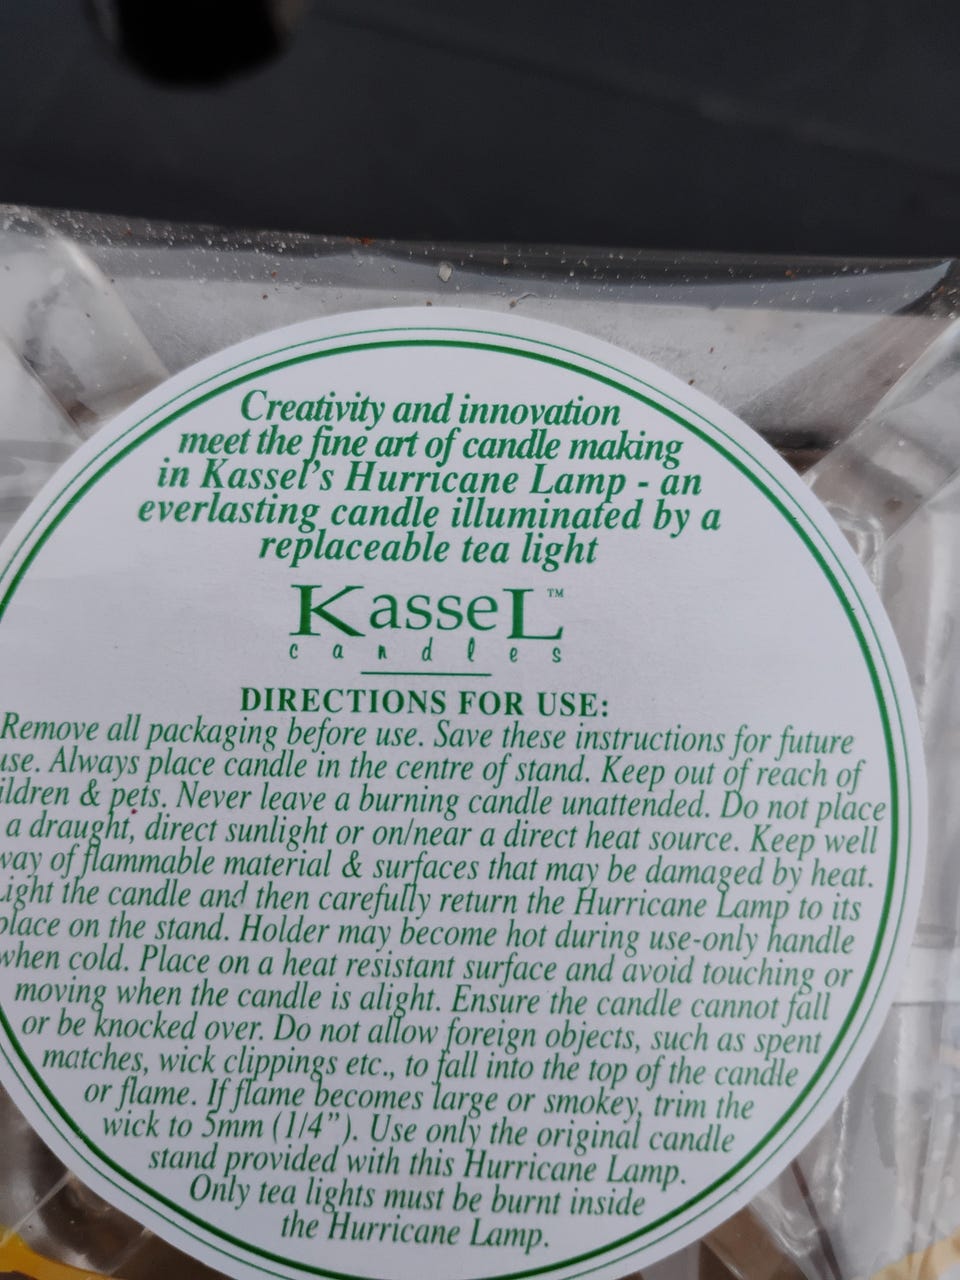 Creativity and innovation
meet the fine art of candle making
in Kassel's Hurricane Lamp - an
everlasting candle illuminated by a
replaceable tea light
KasseL™
candles
DIRECTIONS FOR USE:
Remove all packaging before use. Save these instructions for future
use. Always place candle in the centre of stand. Keep out of reach of
ildren & pets. Never leave a burning candle unattended. Do not place
a draught, direct sunlight or on/near a direct heat source. Keep well
way of flammable material & surfaces that may be damaged by heat.
Light the candle and then carefully return the Hurricane Lamp to its
place on the stand. Holder may become hot during use-only handle
when cold. Place on a heat resistant surface and avoid touching or
moving when the candle is alight. Ensure the candle cannot fall
or be knocked over. Do not allow foreign objects, such as spent
matches, wick clippings etc., to fall into the top of the candle
or flame. If flame becomes large or smokey, trim the
wick to 5mm (1/4"). Use only the original candle
stand provided with this Hurricane Lamp.
Only tea lights must be burnt inside
the Hurricane Lamp.